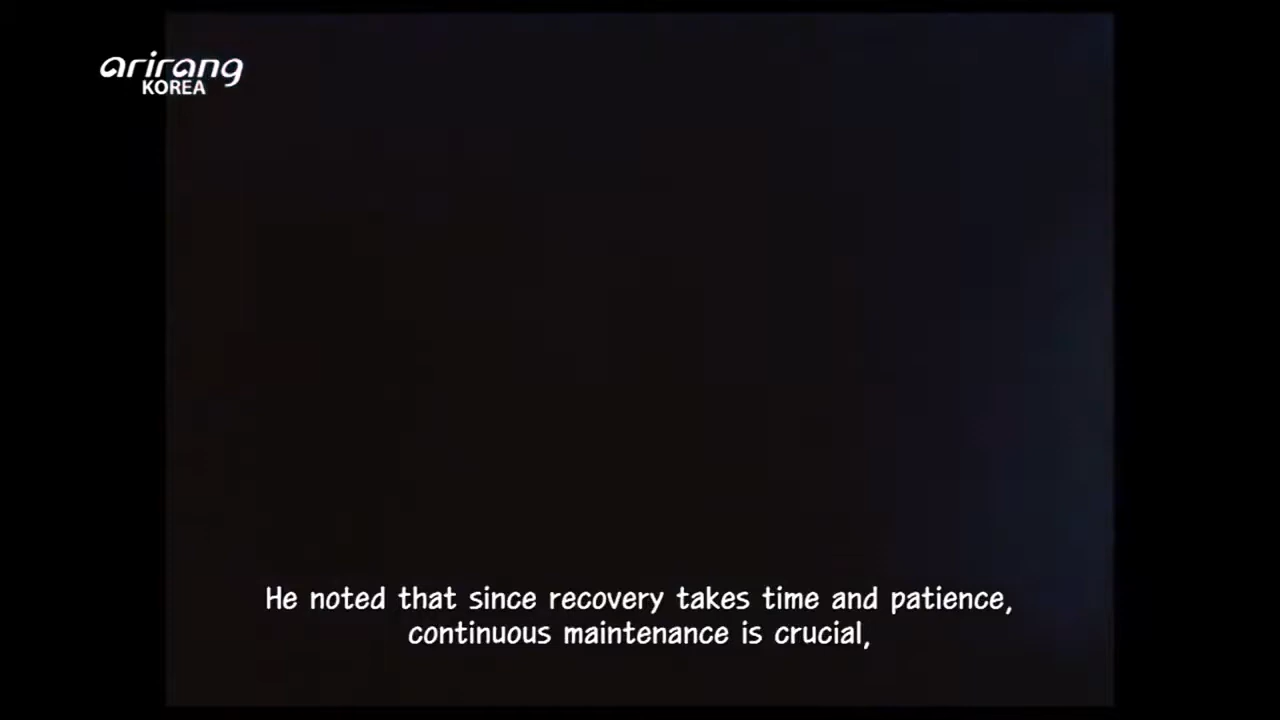 arirang
KOREA
He noted that since recovery takes time and patience,
continuous maintenance is crucial,